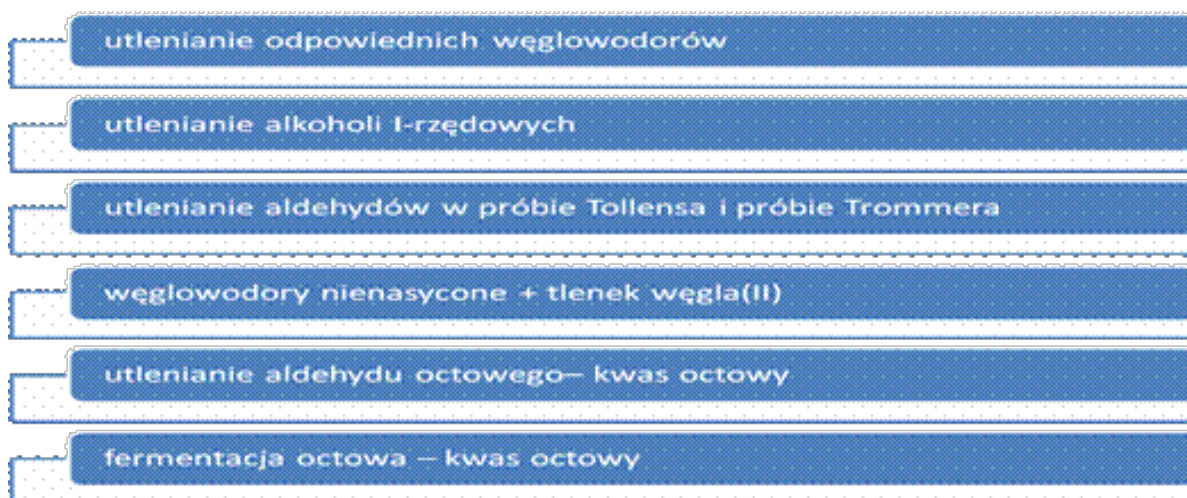 utlenianie odpowiednich węglowodorów
utlenianie alkoholi I-rzędowych
utlenianie aldehydów w próbie Tollensa i próbie Trommera
węglowodory nienasycone + tlenek węgla(II)
utlenianie aldehydu octowego– kwas octowy
fermentacja octowa – kwas octowy